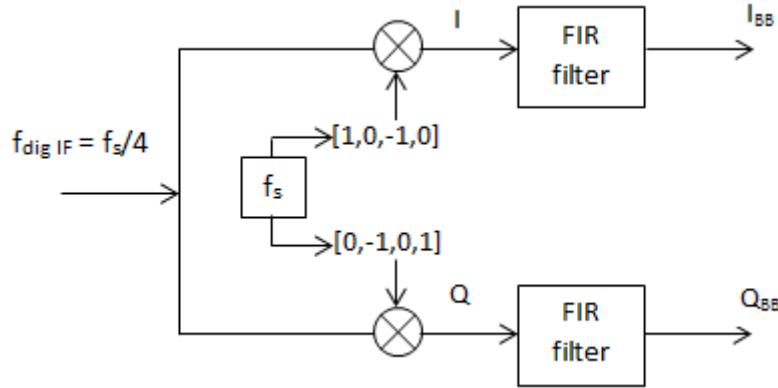 I
I_BB
FIR
filter
[1,0,-1,0]
f_dig IF = f_s/4
f_s
[0,-1,0,1]
Q
Q_BB
FIR
filter